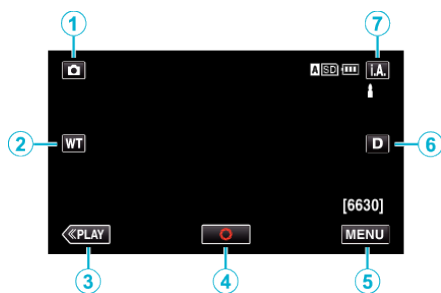 1 7
A SD i.A.
2 WT D 6
[6630]
≪PLAY MENU
3 4 5